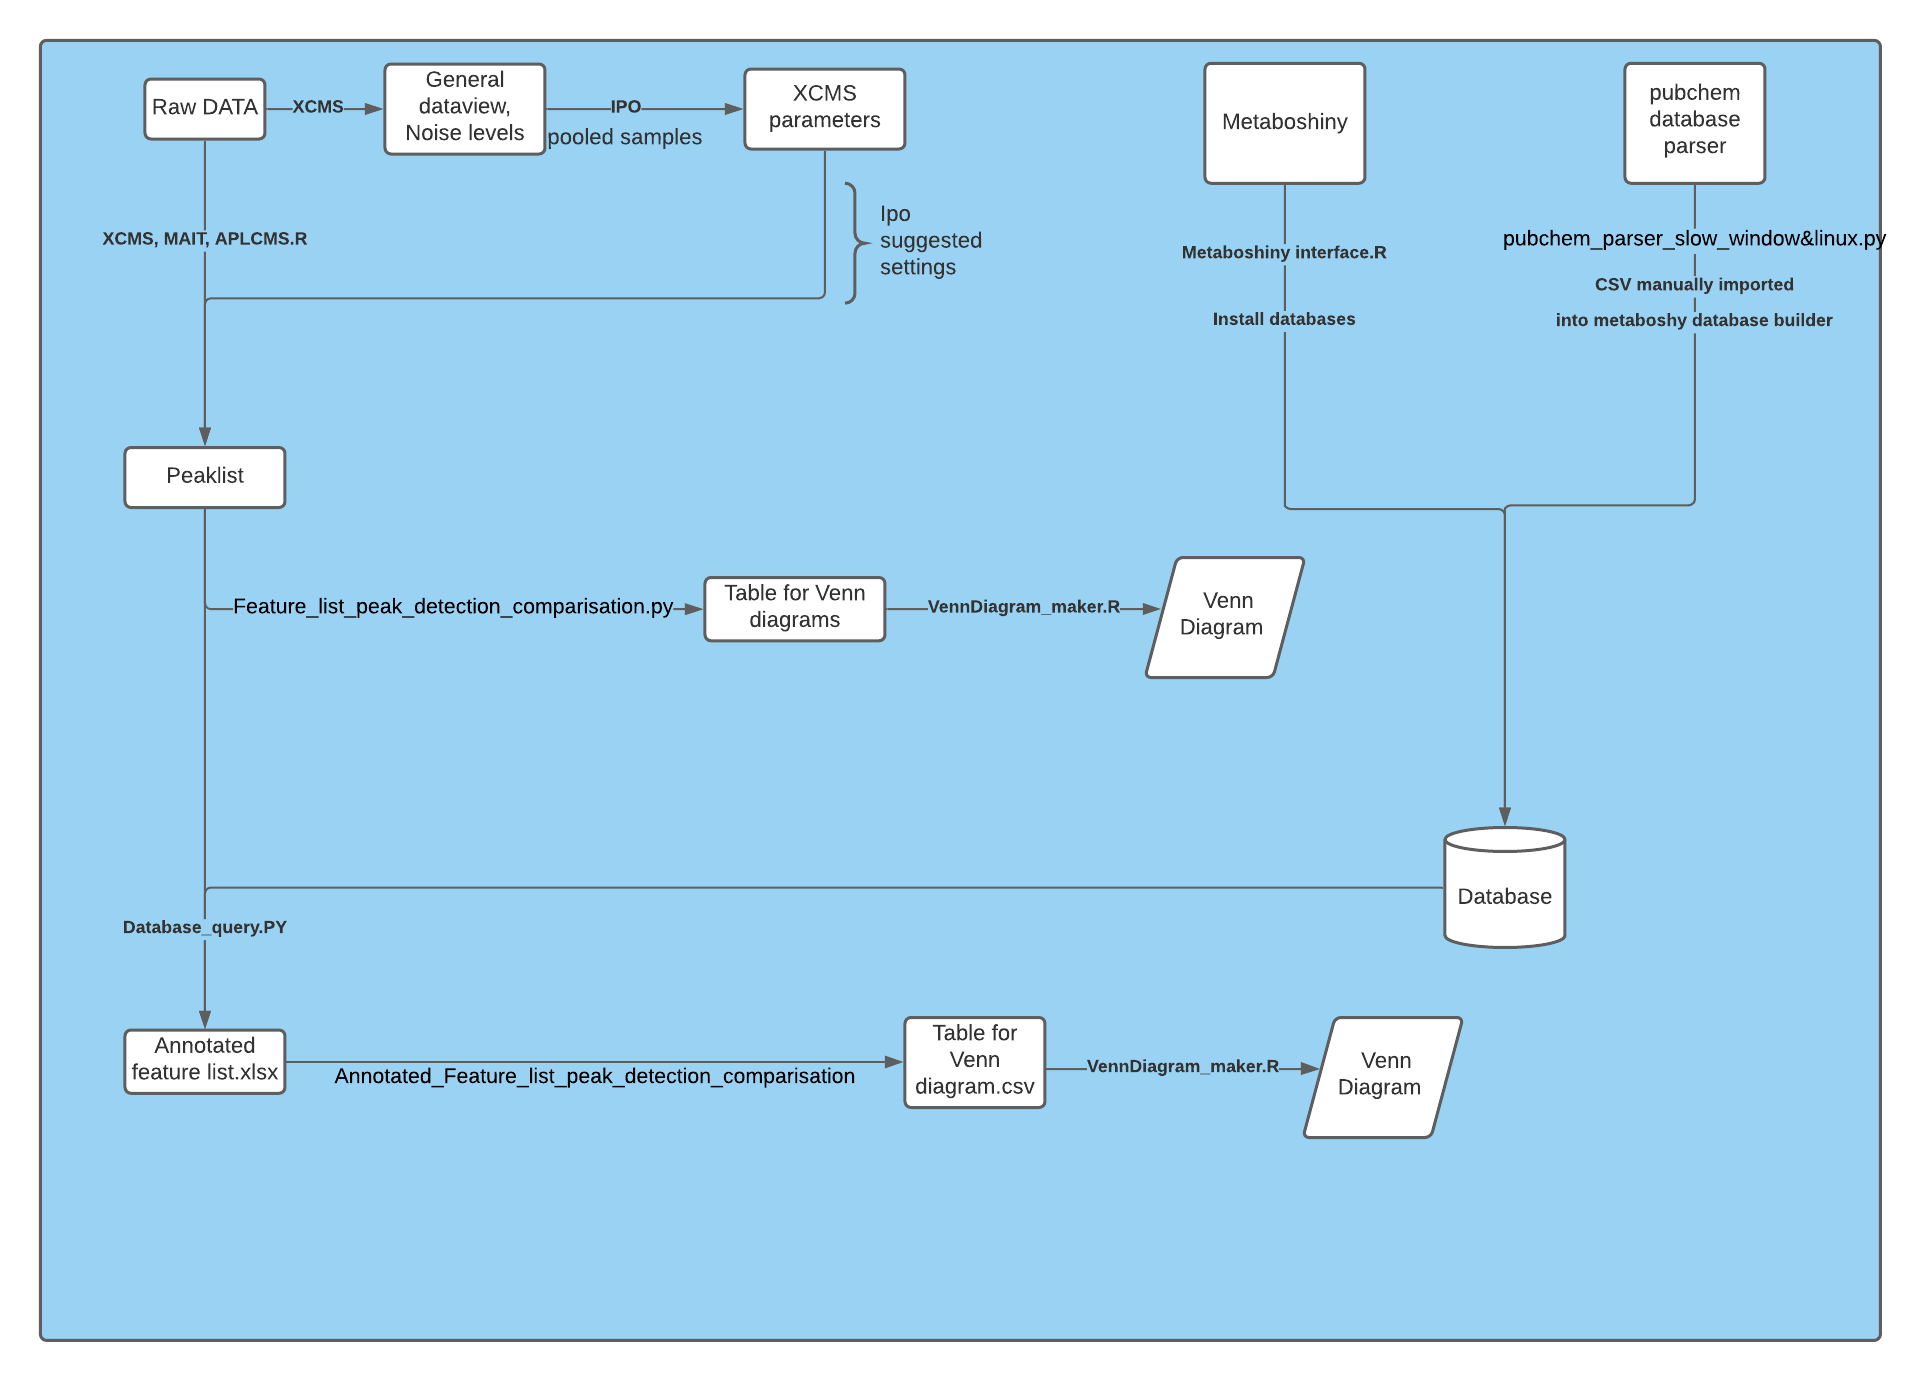 Raw DATA
XCMS
General
dataview,
Noise levels
IPO
pooled samples
XCMS
parameters
Metaboshiny
pubchem
database
parser
XCMS, MAIT, APLCMS.R
Ipo
suggested
settings
Metaboshiny interface.R
Install databases
pubchem_parser_slow_window&linux.py
CSV manually imported
into metaboshy database builder
Peaklist
Feature_list_peak_detection_comparisation.py
Table for Venn
diagrams
VennDiagram_maker.R
Venn
Diagram
Database
Database_query.PY
Annotated
feature list.xlsx
Annotated_Feature_list_peak_detection_comparisation
Table for
Venn
diagram.csv
VennDiagram_maker.R
Venn
Diagram